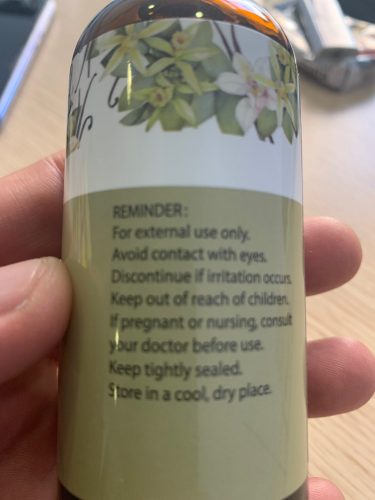 REMINDER:
For external use only.
Avoid contact with eyes.
Discontinue if irritation occurs.
Keep out of reach of children.
If pregnant or nursing, consult
your doctor before use.
Keep tightly sealed.
Store in a cool, dry place.